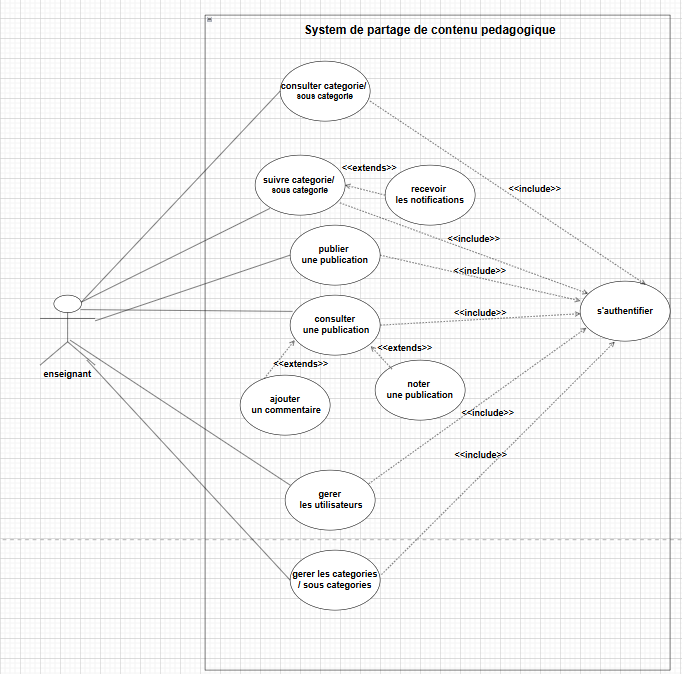 System de partage de contenu pedagogique
consulter categorie/
sous categorie
<<extends>>
suivre categorie/
sous categorie
recevoir
les notifications
<<include>>
<<include>>
publier
une publication
<<include>>
s'authentifier
consulter
une publication
<<include>>
<<extends>>
<<extends>>
enseignant
noter
une publication
ajouter
un commentaire
<<include>>
<<include>>
gerer
les utilisateurs
gerer les categories
/ sous categories